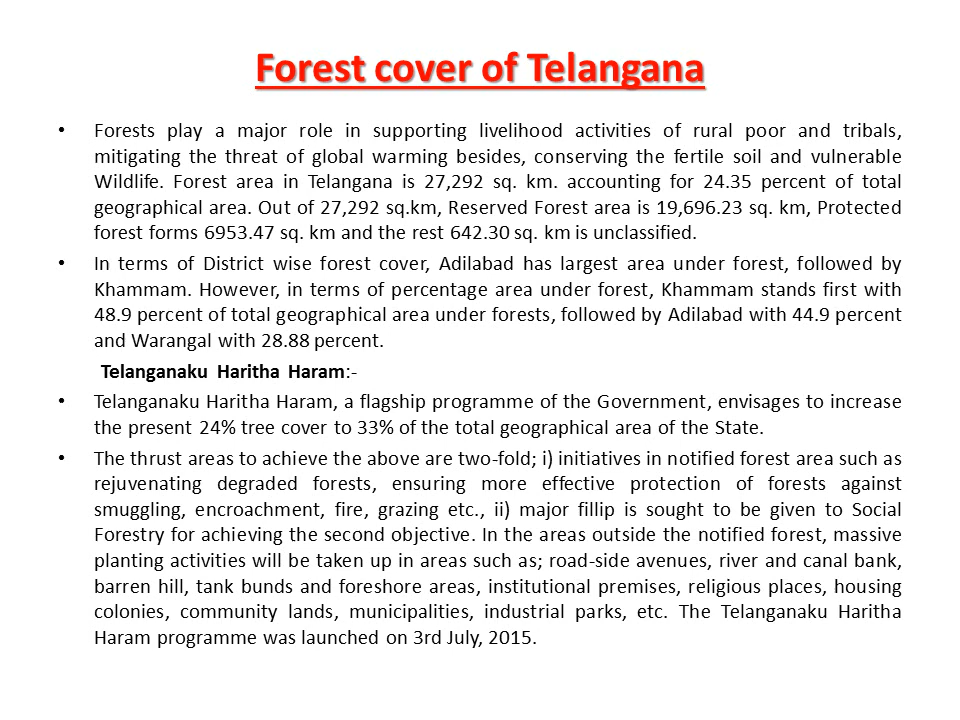 Forest cover of Telangana
• Forests play a major role in supporting livelihood activities of rural poor and tribals,
mitigating the threat of global warming besides, conserving the fertile soil and vulnerable
Wildlife. Forest area in Telangana is 27,292 sq. km. accounting for 24.35 percent of total
geographical area. Out of 27,292 sq.km, Reserved Forest area is 19,696.23 sq. km, Protected
forest forms 6953.47 sq. km and the rest 642.30 sq. km is unclassified.
• In terms of District wise forest cover, Adilabad has largest area under forest, followed by
Khammam. However, in terms of percentage area under forest, Khammam stands first with
48.9 percent of total geographical area under forests, followed by Adilabad with 44.9 percent
and Warangal with 28.88 percent.
Telanganaku Haritha Haram:-
• Telanganaku Haritha Haram, a flagship programme of the Government, envisages to increase
the present 24% tree cover to 33% of the total geographical area of the State.
• The thrust areas to achieve the above are two-fold; i) initiatives in notified forest area such as
rejuvenating degraded forests, ensuring more effective protection of forests against
smuggling, encroachment, fire, grazing etc., ii) major fillip is sought to be given to Social
Forestry for achieving the second objective. In the areas outside the notified forest, massive
planting activities will be taken up in areas such as; road-side avenues, river and canal bank,
barren hill, tank bunds and foreshore areas, institutional premises, religious places, housing
colonies, community lands, municipalities, industrial parks, etc. The Telanganaku Haritha
Haram programme was launched on 3rd July, 2015.